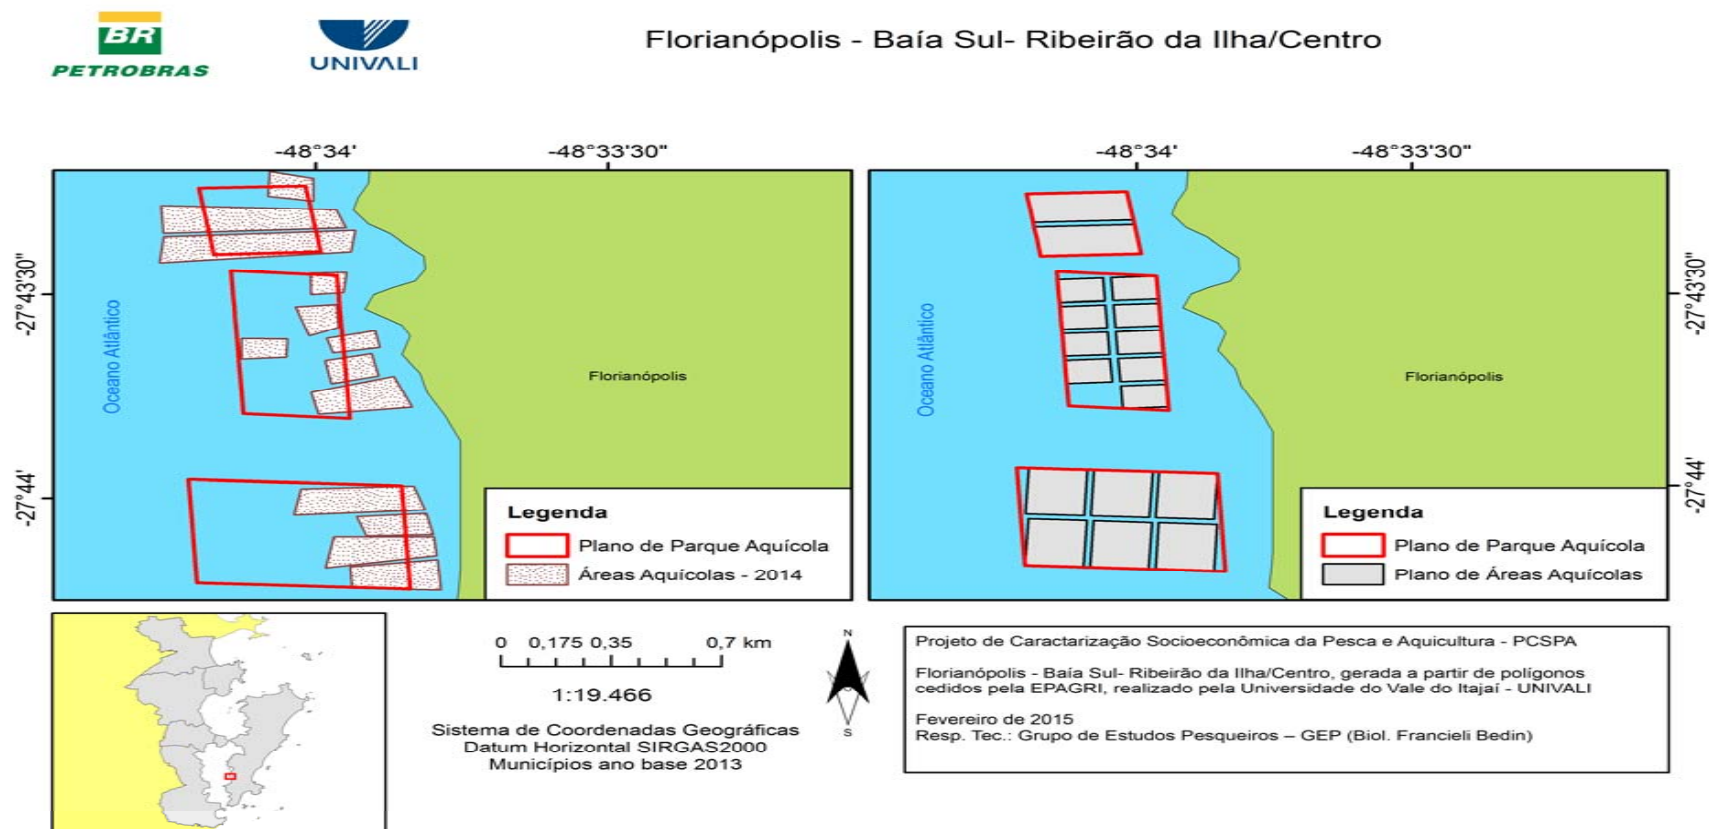 BR
PETROBRAS
UNIVALI
Florianópolis - Baía Sul- Ribeirão da Ilha/Centro
-48°34'
-48°33'30"
-48°34'
-48°33'30"
-27°43'30"
-27°44'
Oceano Atlântico
Florianópolis
Legenda
Plano de Parque Aquícola
Áreas Aquícolas - 2014
Oceano Atlântico
Florianópolis
Legenda
Plano de Parque Aquícola
Plano de Áreas Aquícolas
-27°43'30"
-27°44'
0 0,175 0,35 0,7 km
1:19.466
Sistema de Coordenadas Geográficas
Datum Horizontal SIRGAS2000
Municípios ano base 2013
N
S
Projeto de Caractarização Socioeconômica da Pesca e Aquicultura - PCSPA
Florianópolis - Baía Sul- Ribeirão da Ilha/Centro, gerada a partir de polígonos
cedidos pela EPAGRI, realizado pela Universidade do Vale do Itajaí - UNIVALI
Fevereiro de 2015
Resp. Tec.: Grupo de Estudos Pesqueiros – GEP (Biol. Francieli Bedin)